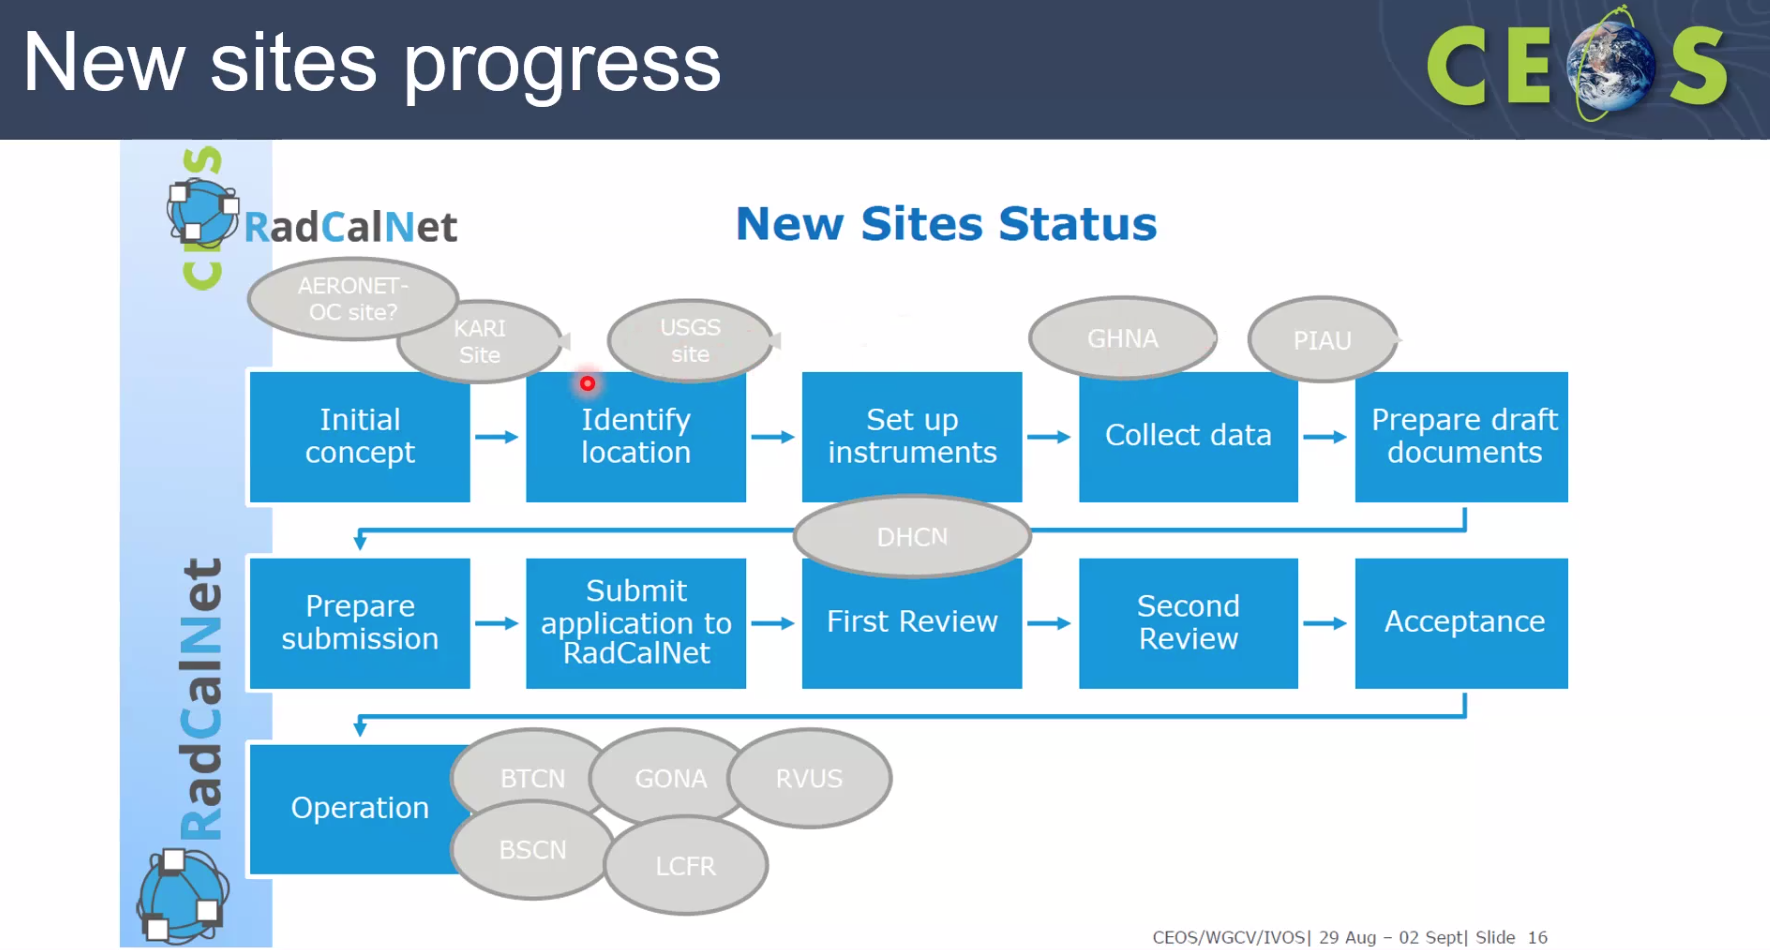 New sites progress
CEOS
CEOS
RadCalNet
New Sites Status
AERONET-
OC site?
KARI
Site
USGS
site
GHNA
PIAU
Initial
concept
Identify
location
Set up
instruments
Collect data
Prepare draft
documents
DHCN
Prepare
submission
Submit
application to
RadCalNet
First Review
Second
Review
Acceptance
RadCalNet
Operation
BTCN
GONA
RVUS
BSCN
LCFR
CEOS/WGCV/IVOS| 29 Aug – 02 Sept| Slide 16